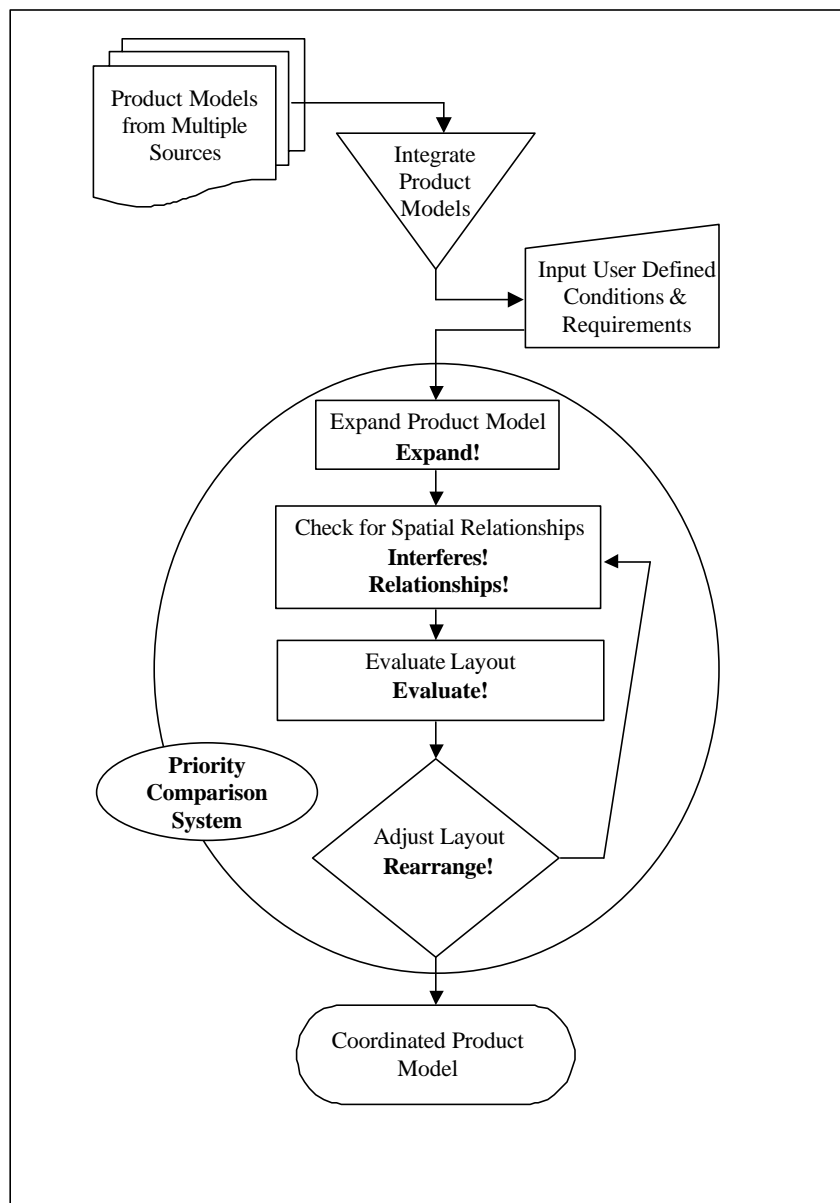 Product Models
from Multiple
Sources
Integrate
Product
Models
Input User Defined
Conditions &
Requirements
Expand Product Model
Expand!
Check for Spatial Relationships
Interferes!
Relationships!
Evaluate Layout
Evaluate!
Priority
Comparison
System
Adjust Layout
Rearrange!
Coordinated Product
Model